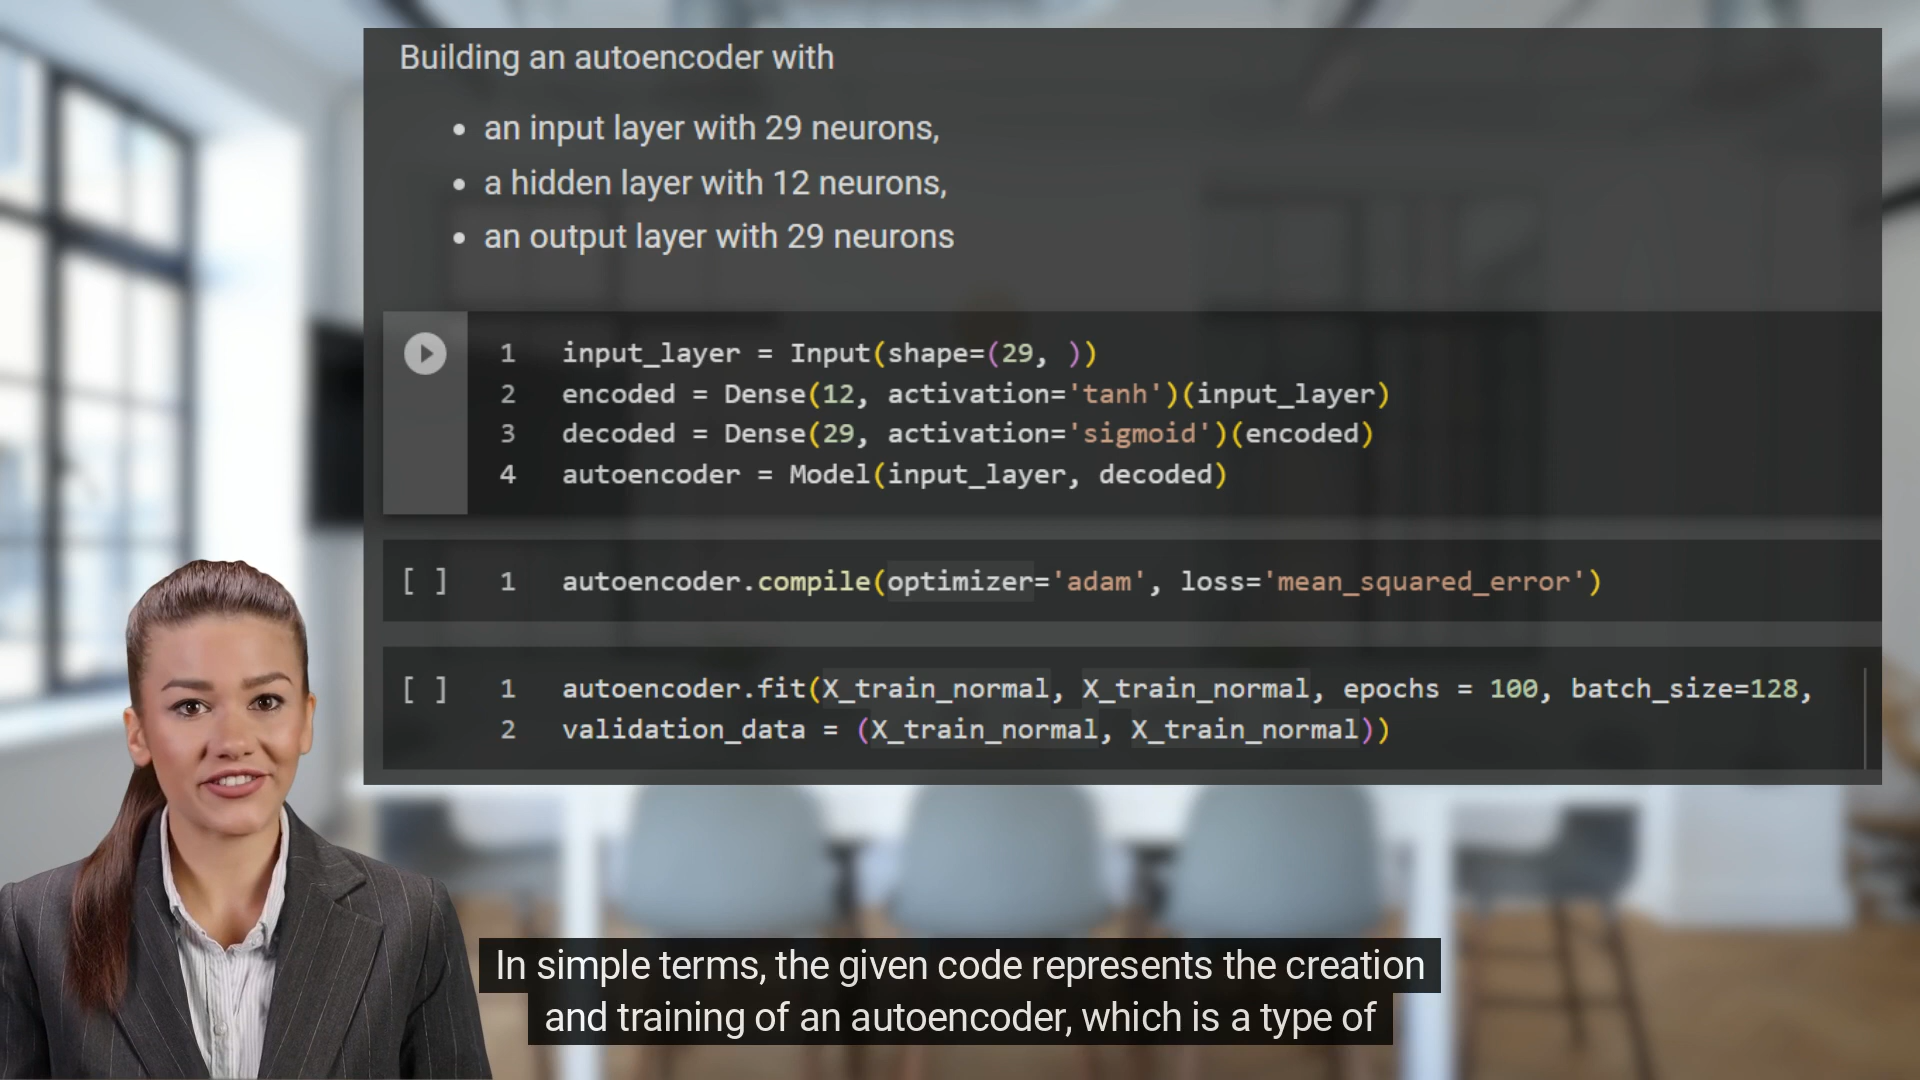 Building an autoencoder with
• an input layer with 29 neurons,
• a hidden layer with 12 neurons,
• an output layer with 29 neurons
1 input_layer = Input(shape=(29, ))
2 encoded = Dense(12, activation='tanh')(input_layer)
3 decoded = Dense(29, activation='sigmoid')(encoded)
4 autoencoder = Model(input_layer, decoded)
[ ] 1 autoencoder.compile(optimizer='adam', loss='mean_squared_error')
[ ] 1 autoencoder.fit(X_train_normal, X_train_normal, epochs = 100, batch_size=128,
2 validation_data = (X_train_normal, X_train_normal))
In simple terms, the given code represents the creation
and training of an autoencoder, which is a type of